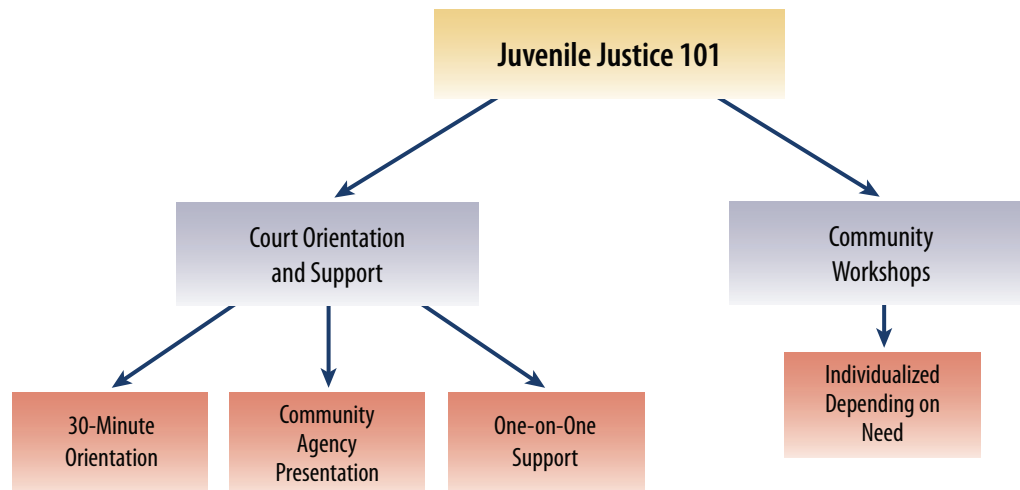 Juvenile Justice 101
Court Orientation
and Support
Community
Workshops
30-Minute
Orientation
Community
Agency
Presentation
One-on-One
Support
Individualized
Depending on
Need